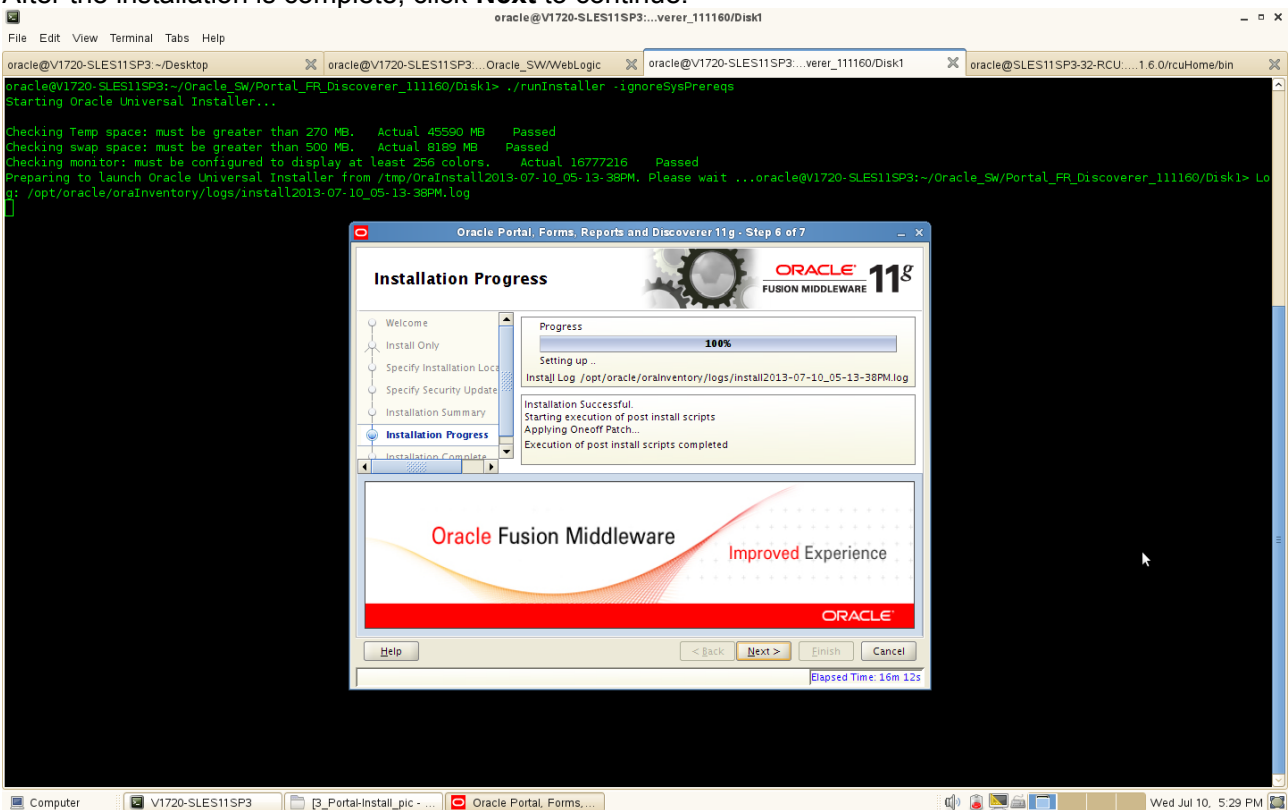 After the installation is complete, click Next to continue.
oracle@V1720-SLES11SP3:...verer_111160/Disk1
File Edit View Terminal Tabs Help
oracle@V1720-SLES11SP3:~/Desktop
oracle@V1720-SLES11SP3:...Oracle_SW/WebLogic
oracle@V1720-SLES11SP3:...verer_111160/Disk1
oracle@SLES11SP3-32-RCU:....1.6.0/rcuHome/bin
oracle@V1720-SLES11SP3:~/Oracle_SW/Portal_FR_Discoverer_111160/Disk1> ./runInstaller -ignoreSysPrereqs
Starting Oracle Universal Installer...
Checking Temp space: must be greater than 270 MB. Actual 45590 MB Passed
Checking swap space: must be greater than 500 MB. Actual 8189 MB Passed
Checking monitor: must be configured to display at least 256 colors. Actual 16777216 Passed
Preparing to launch Oracle Universal Installer from /tmp/OraInstall2013-07-10_05-13-38PM. Please wait ...oracle@V1720-SLES11SP3:~/Oracle_SW/Portal_FR_Discoverer_111160/Disk1> Lo
g: /opt/oracle/oraInventory/logs/install2013-07-10_05-13-38PM.log
Oracle Portal, Forms, Reports and Discoverer 11g - Step 6 of 7
Installation Progress
ORACLE
FUSION MIDDLEWARE 11g
Welcome
Install Only
Specify Installation Loca
Specify Security Update
Installation Summary
Installation Progress
Installation Complete
Progress
100%
Setting up ..
Install Log /opt/oracle/oraInventory/logs/install2013-07-10_05-13-38PM.log
Installation Successful.
Starting execution of post install scripts
Applying Oneoff Patch...
Execution of post install scripts completed
Oracle Fusion Middleware
Improved Experience
ORACLE
Help
< Back
Next >
Finish
Cancel
Elapsed Time: 16m 12s
Computer
V1720-SLES11SP3
[3_Portal-Install_pic - ...
Oracle Portal, Forms,...
Wed Jul 10, 5:29 PM